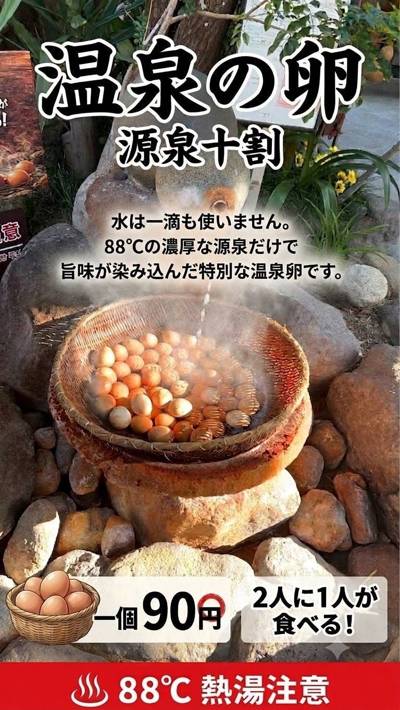 温泉の卵
源泉十割
水は一滴も使いません。
88℃の濃厚な源泉だけで
旨味が染み込んだ特別な温泉卵です。
一個90円
2人に1人が
食べる！
88℃ 熱湯注意